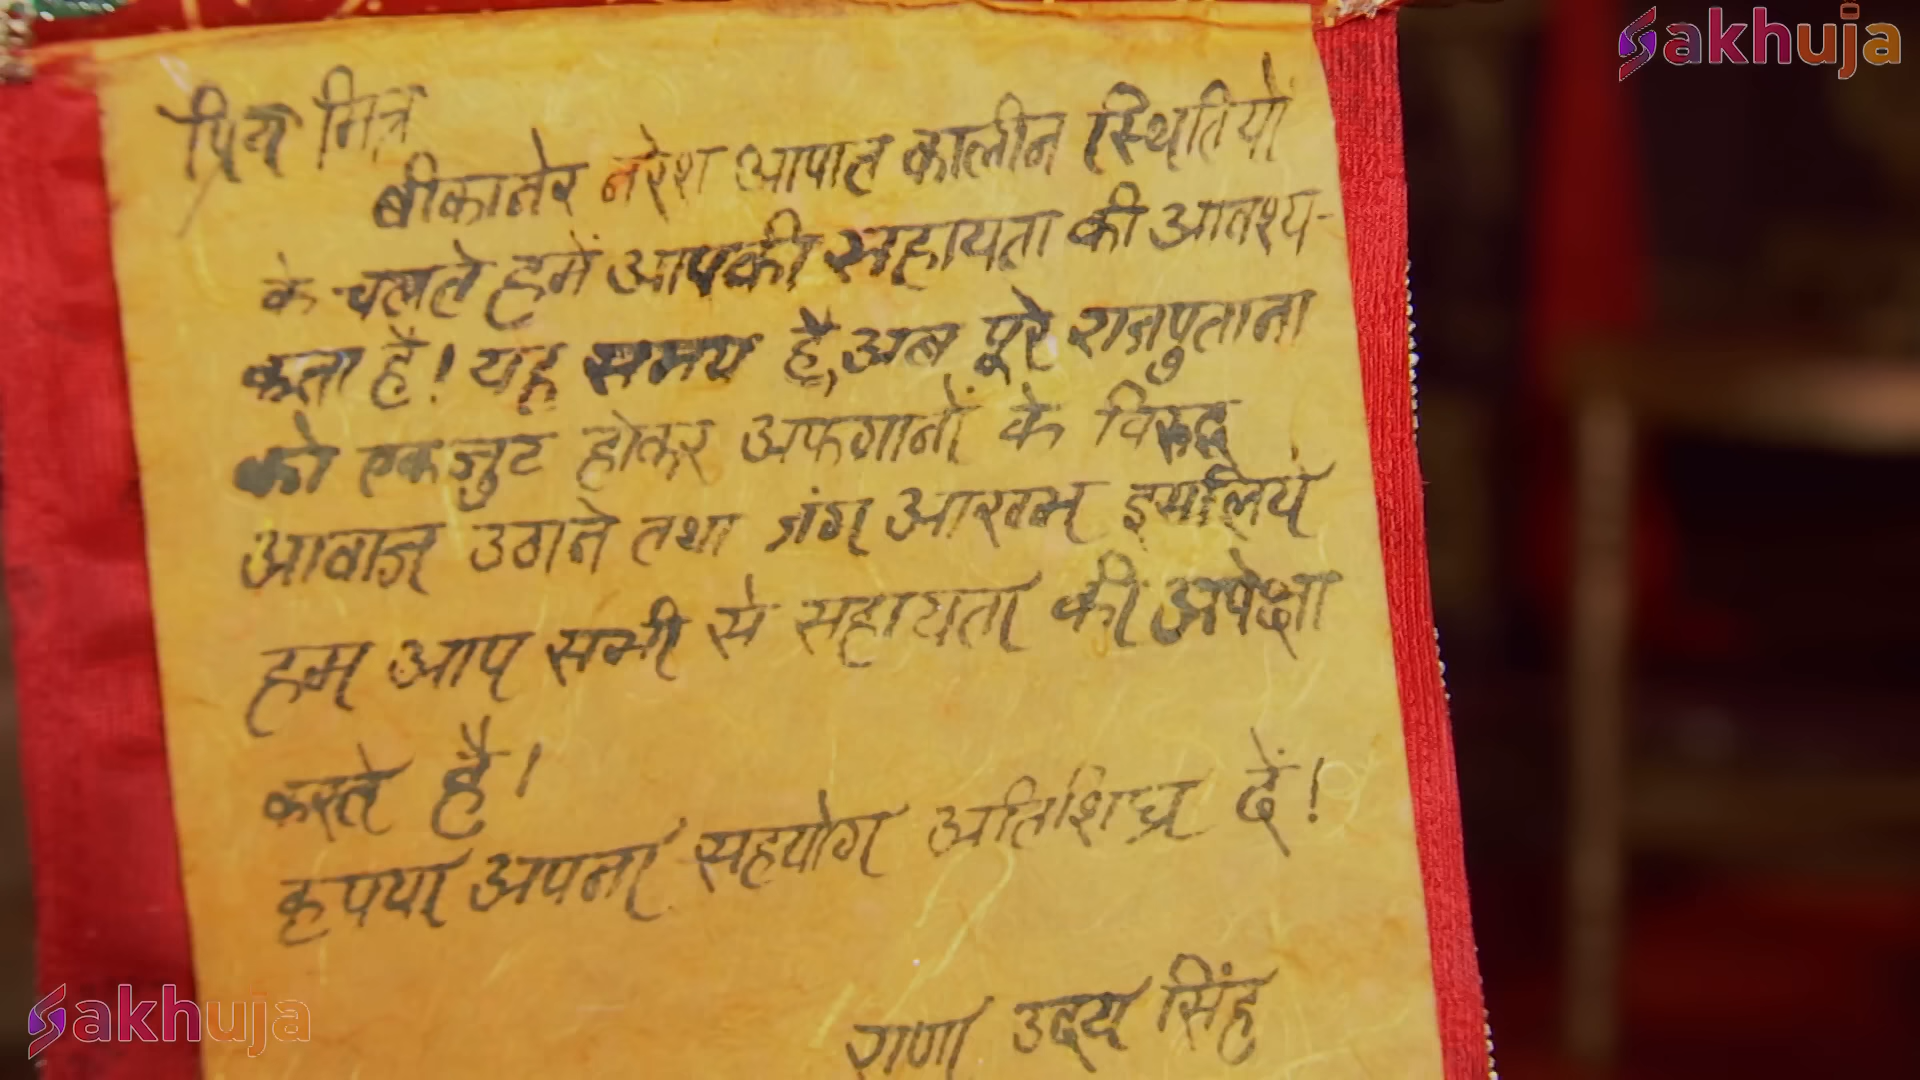 Sakhuja
प्रिय मित्र
बीकानेर नरेश आपात कालीन स्थितियों
के चलते हमें आपकी सहायता की आवश्य-
कता है! यह समय है, अब पूरे राजपुताना
को एकजुट होकर अफगानों के विरुद्ध
आवाज उठाने तथा जंग आरम्भ इसलिये
हम आप सभी से सहायता की अपेक्षा
करते है।
कृपया अपना सहयोग अतिशिघ्र दें!
राणा उदय सिंह
Sakhuja